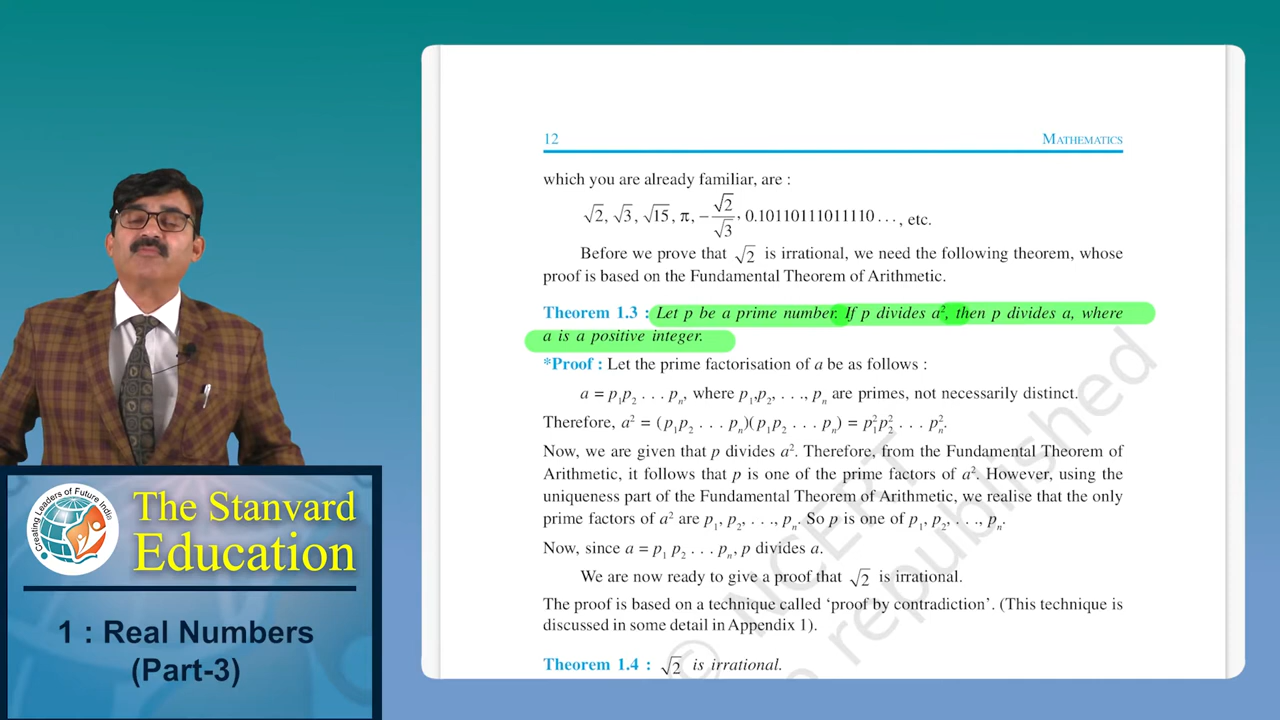 12 MATHEMATICS
which you are already familiar, are :
√2, √3, √15, π, −√2/√3, 0.10110111011110 . . . , etc.
Before we prove that √2 is irrational, we need the following theorem, whose
proof is based on the Fundamental Theorem of Arithmetic.
Theorem 1.3 : Let p be a prime number. If p divides a², then p divides a, where
a is a positive integer.
*Proof : Let the prime factorisation of a be as follows :
a = p₁p₂ . . . pₙ, where p₁,p₂, . . ., pₙ are primes, not necessarily distinct.
Therefore, a² = (p₁p₂ . . . pₙ)(p₁p₂ . . . pₙ) = p₁²p₂² . . . pₙ².
Now, we are given that p divides a². Therefore, from the Fundamental Theorem of
Arithmetic, it follows that p is one of the prime factors of a². However, using the
uniqueness part of the Fundamental Theorem of Arithmetic, we realise that the only
prime factors of a² are p₁, p₂, . . ., pₙ. So p is one of p₁, p₂, . . ., pₙ.
Now, since a = p₁ p₂ . . . pₙ, p divides a.
We are now ready to give a proof that √2 is irrational.
The proof is based on a technique called ‘proof by contradiction’. (This technique is
discussed in some detail in Appendix 1).
Theorem 1.4 : √2 is irrational.
© NCERT
republished
Creating Leaders of Future India
The Stanvard
Education
1 : Real Numbers
(Part-3)